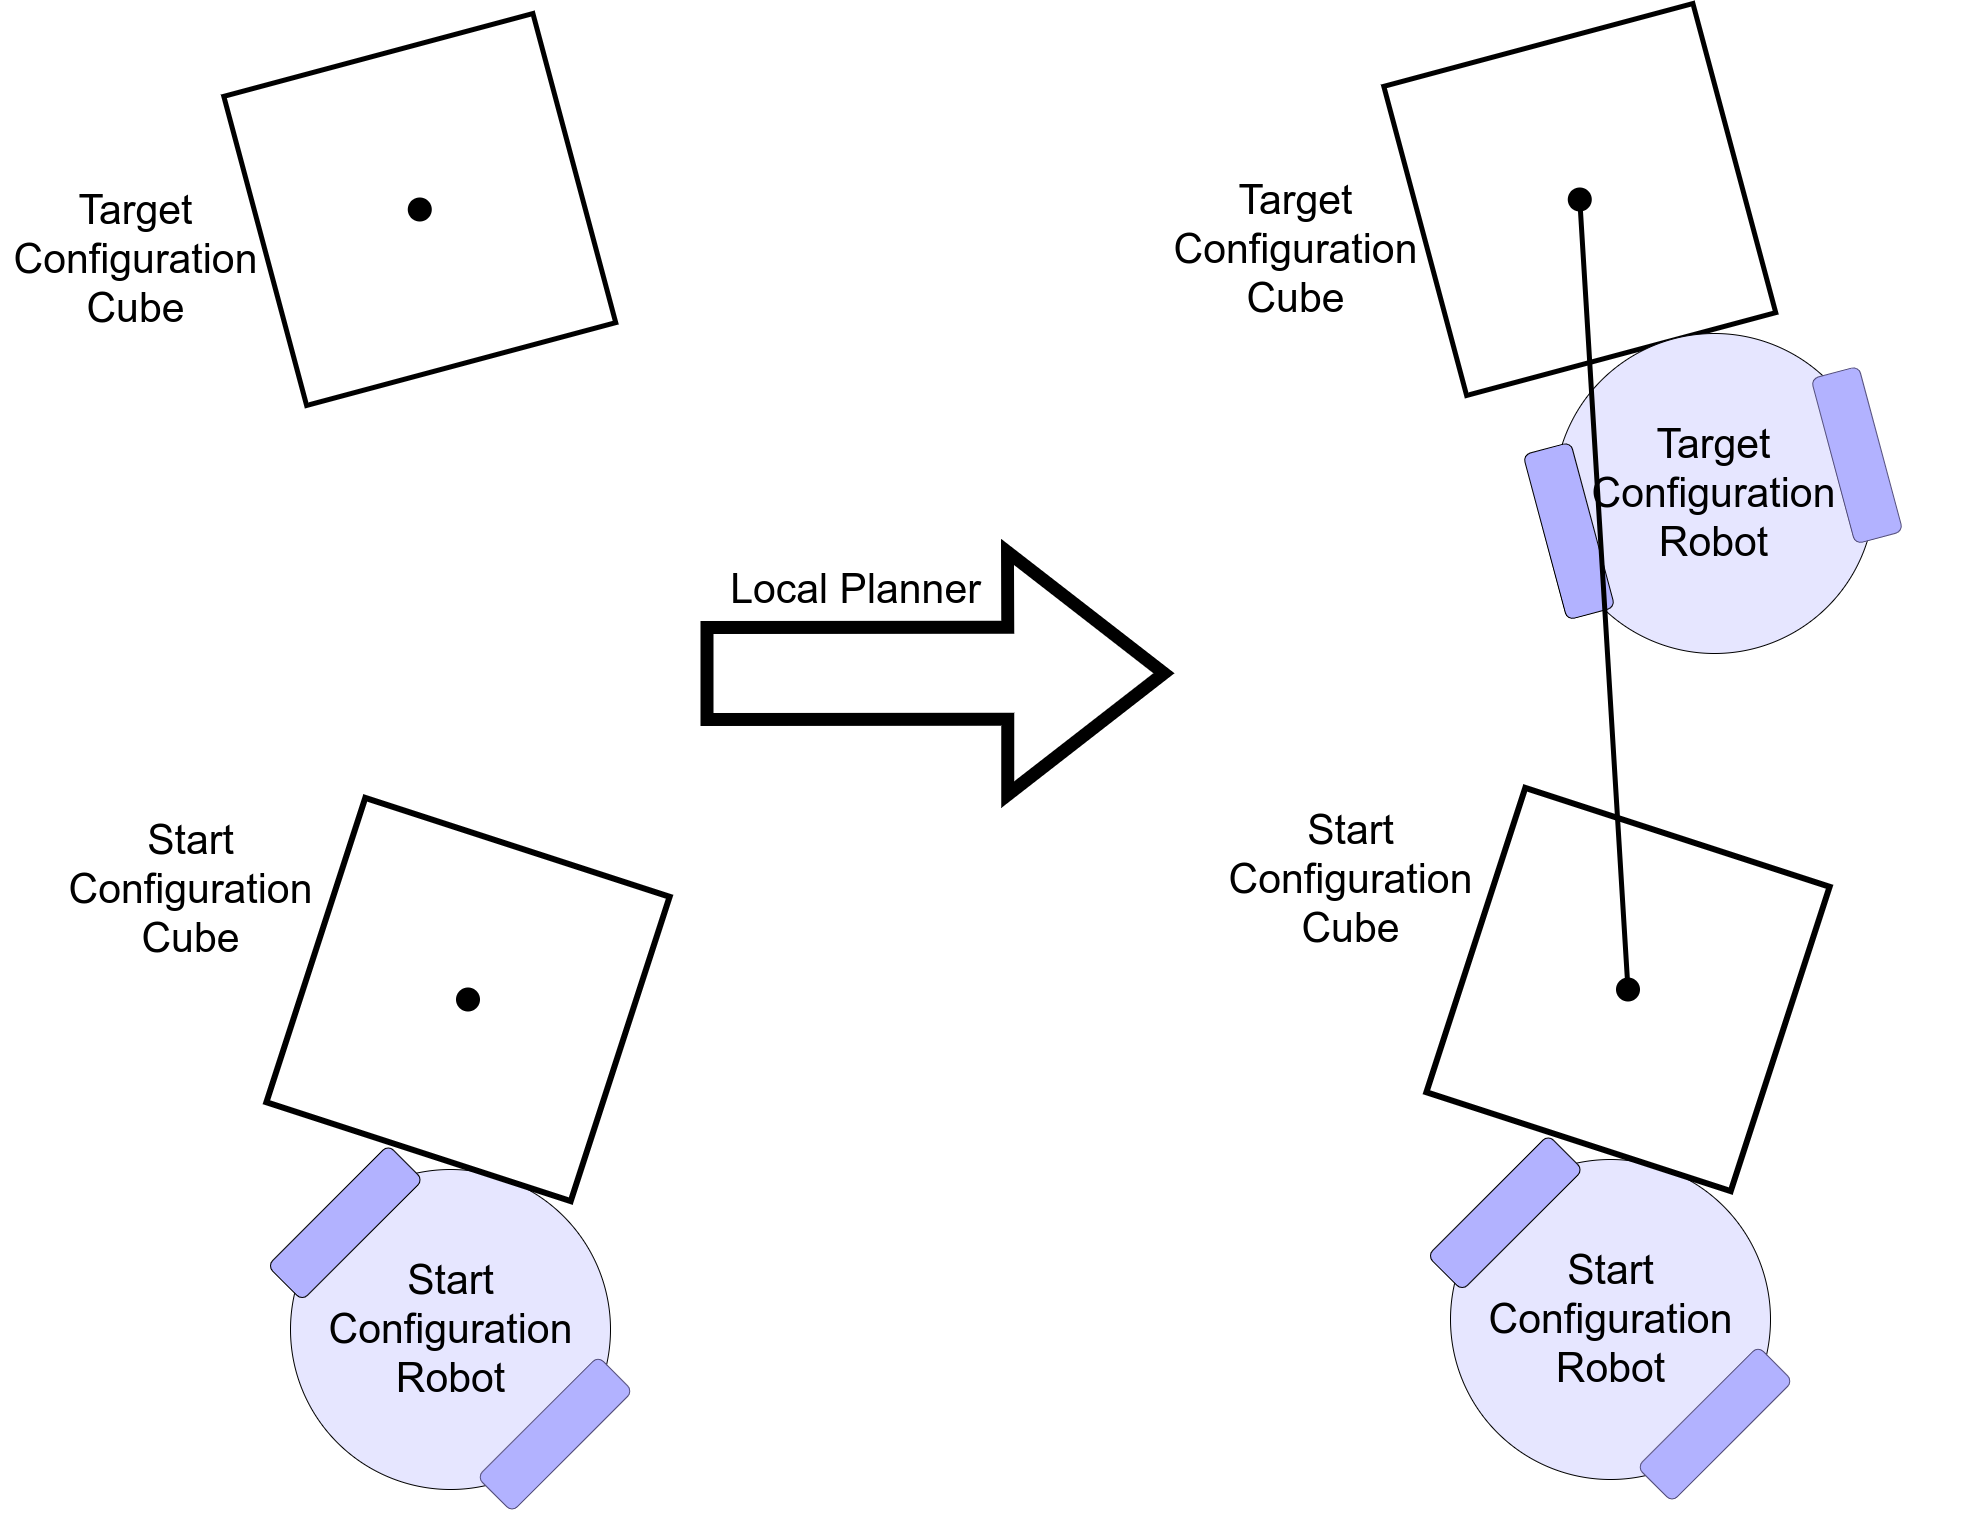 Target
Configuration
Cube
Start
Configuration
Cube
Start
Configuration
Robot
Local Planner
Target
Configuration
Cube
Target
Configuration
Robot
Start
Configuration
Cube
Start
Configuration
Robot